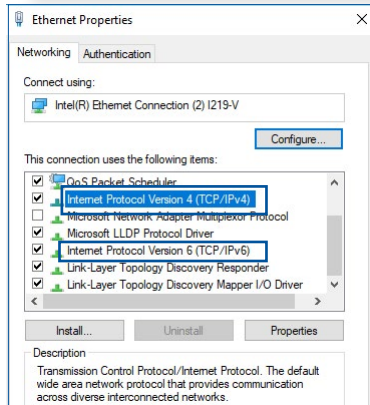 Ethernet Properties
Networking Authentication
Connect using:
Intel(R) Ethernet Connection (2) I219-V
Configure...
This connection uses the following items:
QoS Packet Scheduler
Internet Protocol Version 4 (TCP/IPv4)
Microsoft Network Adapter Multiplexor Protocol
Microsoft LLDP Protocol Driver
Internet Protocol Version 6 (TCP/IPv6)
Link-Layer Topology Discovery Responder
Link-Layer Topology Discovery Mapper I/O Driver
Install... Uninstall Properties
Description
Transmission Control Protocol/Internet Protocol. The default
wide area network protocol that provides communication
across diverse interconnected networks.